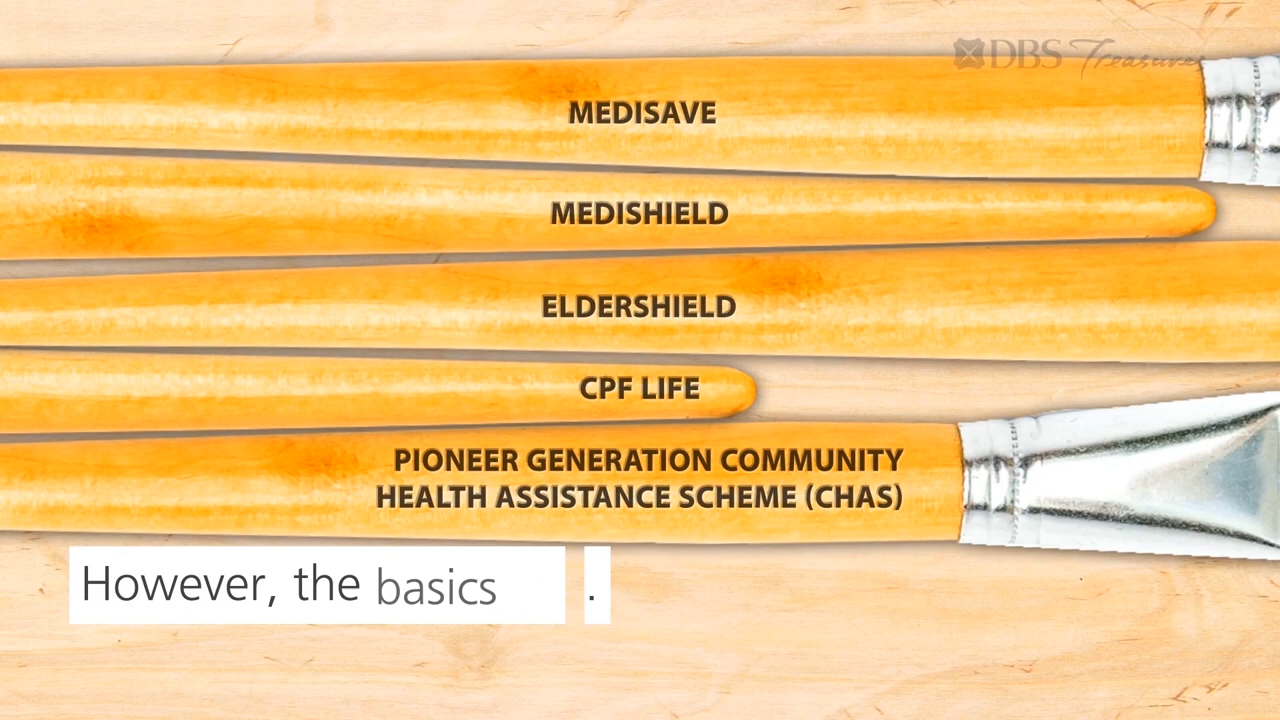 DBS Treasures
MEDISAVE
MEDISHIELD
ELDERSHIELD
CPF LIFE
PIONEER GENERATION COMMUNITY
HEALTH ASSISTANCE SCHEME (CHAS)
However, the basics .